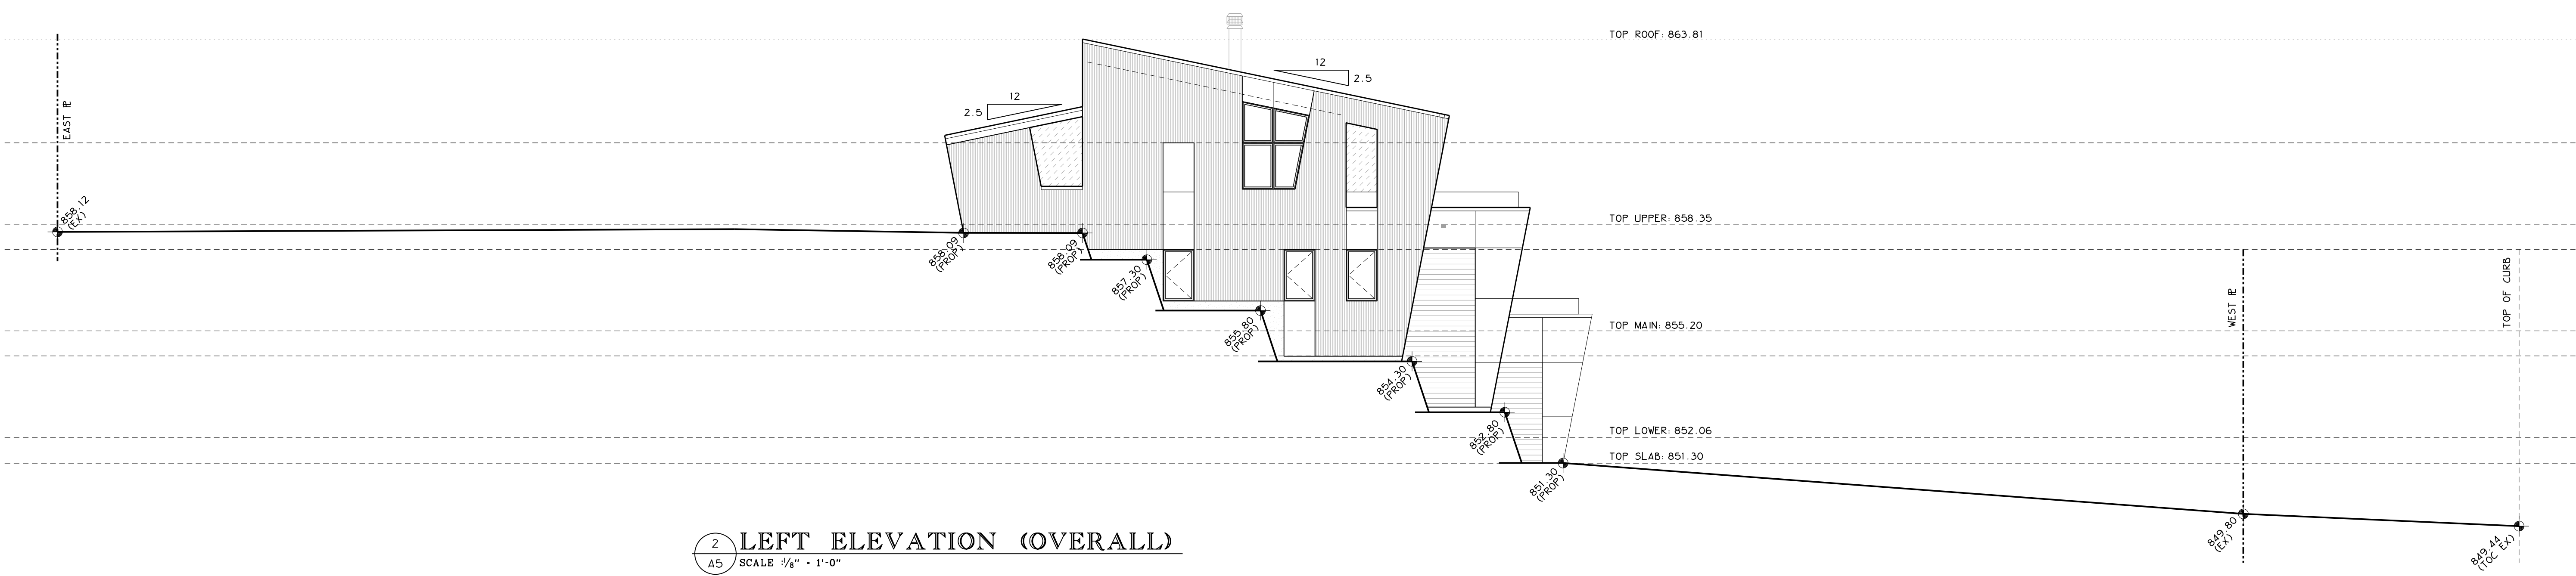 TOP ROOF: 863.81
12
2.5
12
2.5
EAST PL
858.12
(EX)
TOP UPPER: 858.35
858.09
(PROP)
858.09
(PROP)
857.30
(PROP)
855.80
(PROP)
TOP MAIN: 855.20
WEST PL
TOP OF CURB
854.30
(PROP)
852.80
(PROP)
TOP LOWER: 852.06
TOP SLAB: 851.30
851.30
(PROP)
849.80
(EX)
849.44
(TOC EX)
2
A5
LEFT ELEVATION (OVERALL)
SCALE :1/8" = 1'-0"